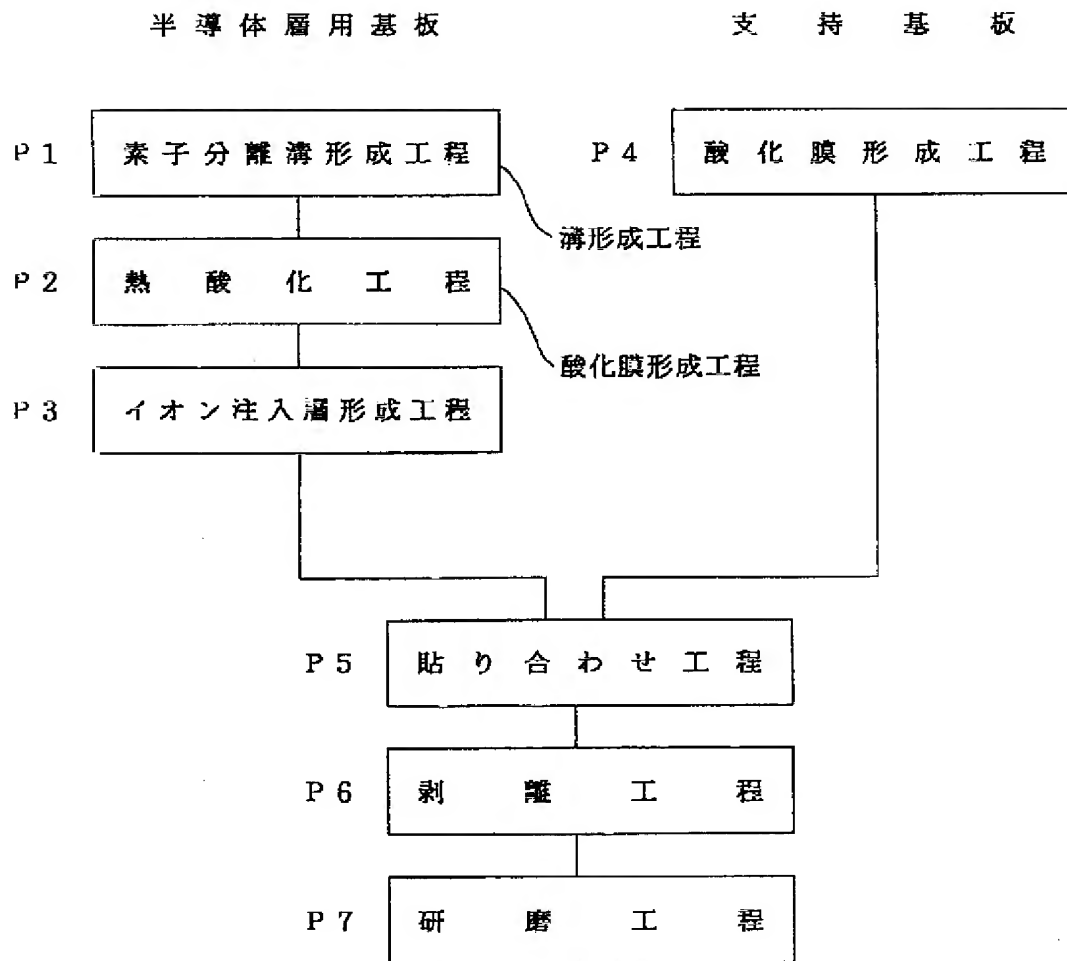 半導体層用基板
支持基板
P1 素子分離溝形成工程
P4 酸化膜形成工程
溝形成工程
P2 熱酸化工程
酸化膜形成工程
P3 イオン注入層形成工程
P5 貼り合わせ工程
P6 剥離工程
P7 研磨工程